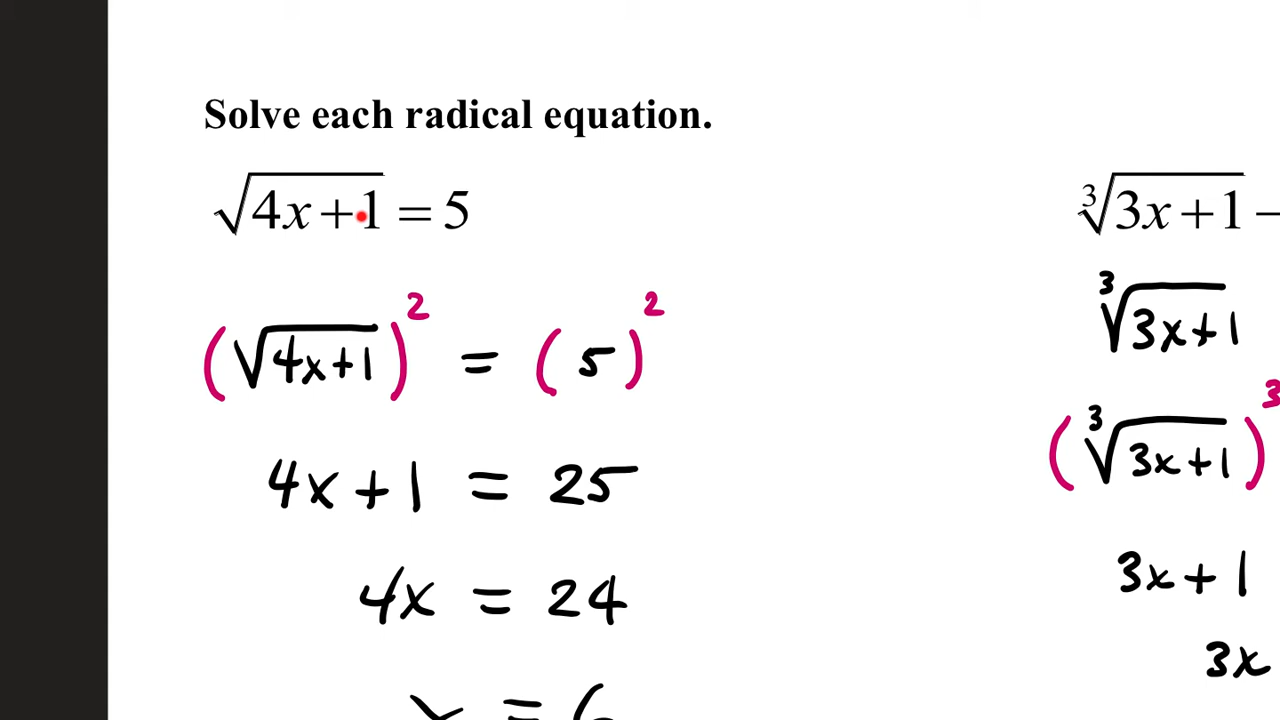 Solve each radical equation.
√(4x+1) = 5
(√(4x+1))² = (5)²
4x+1 = 25
4x = 24
x = 6
∛(3x+1) −
∛(3x+1)
(∛(3x+1))³
3x+1
3x